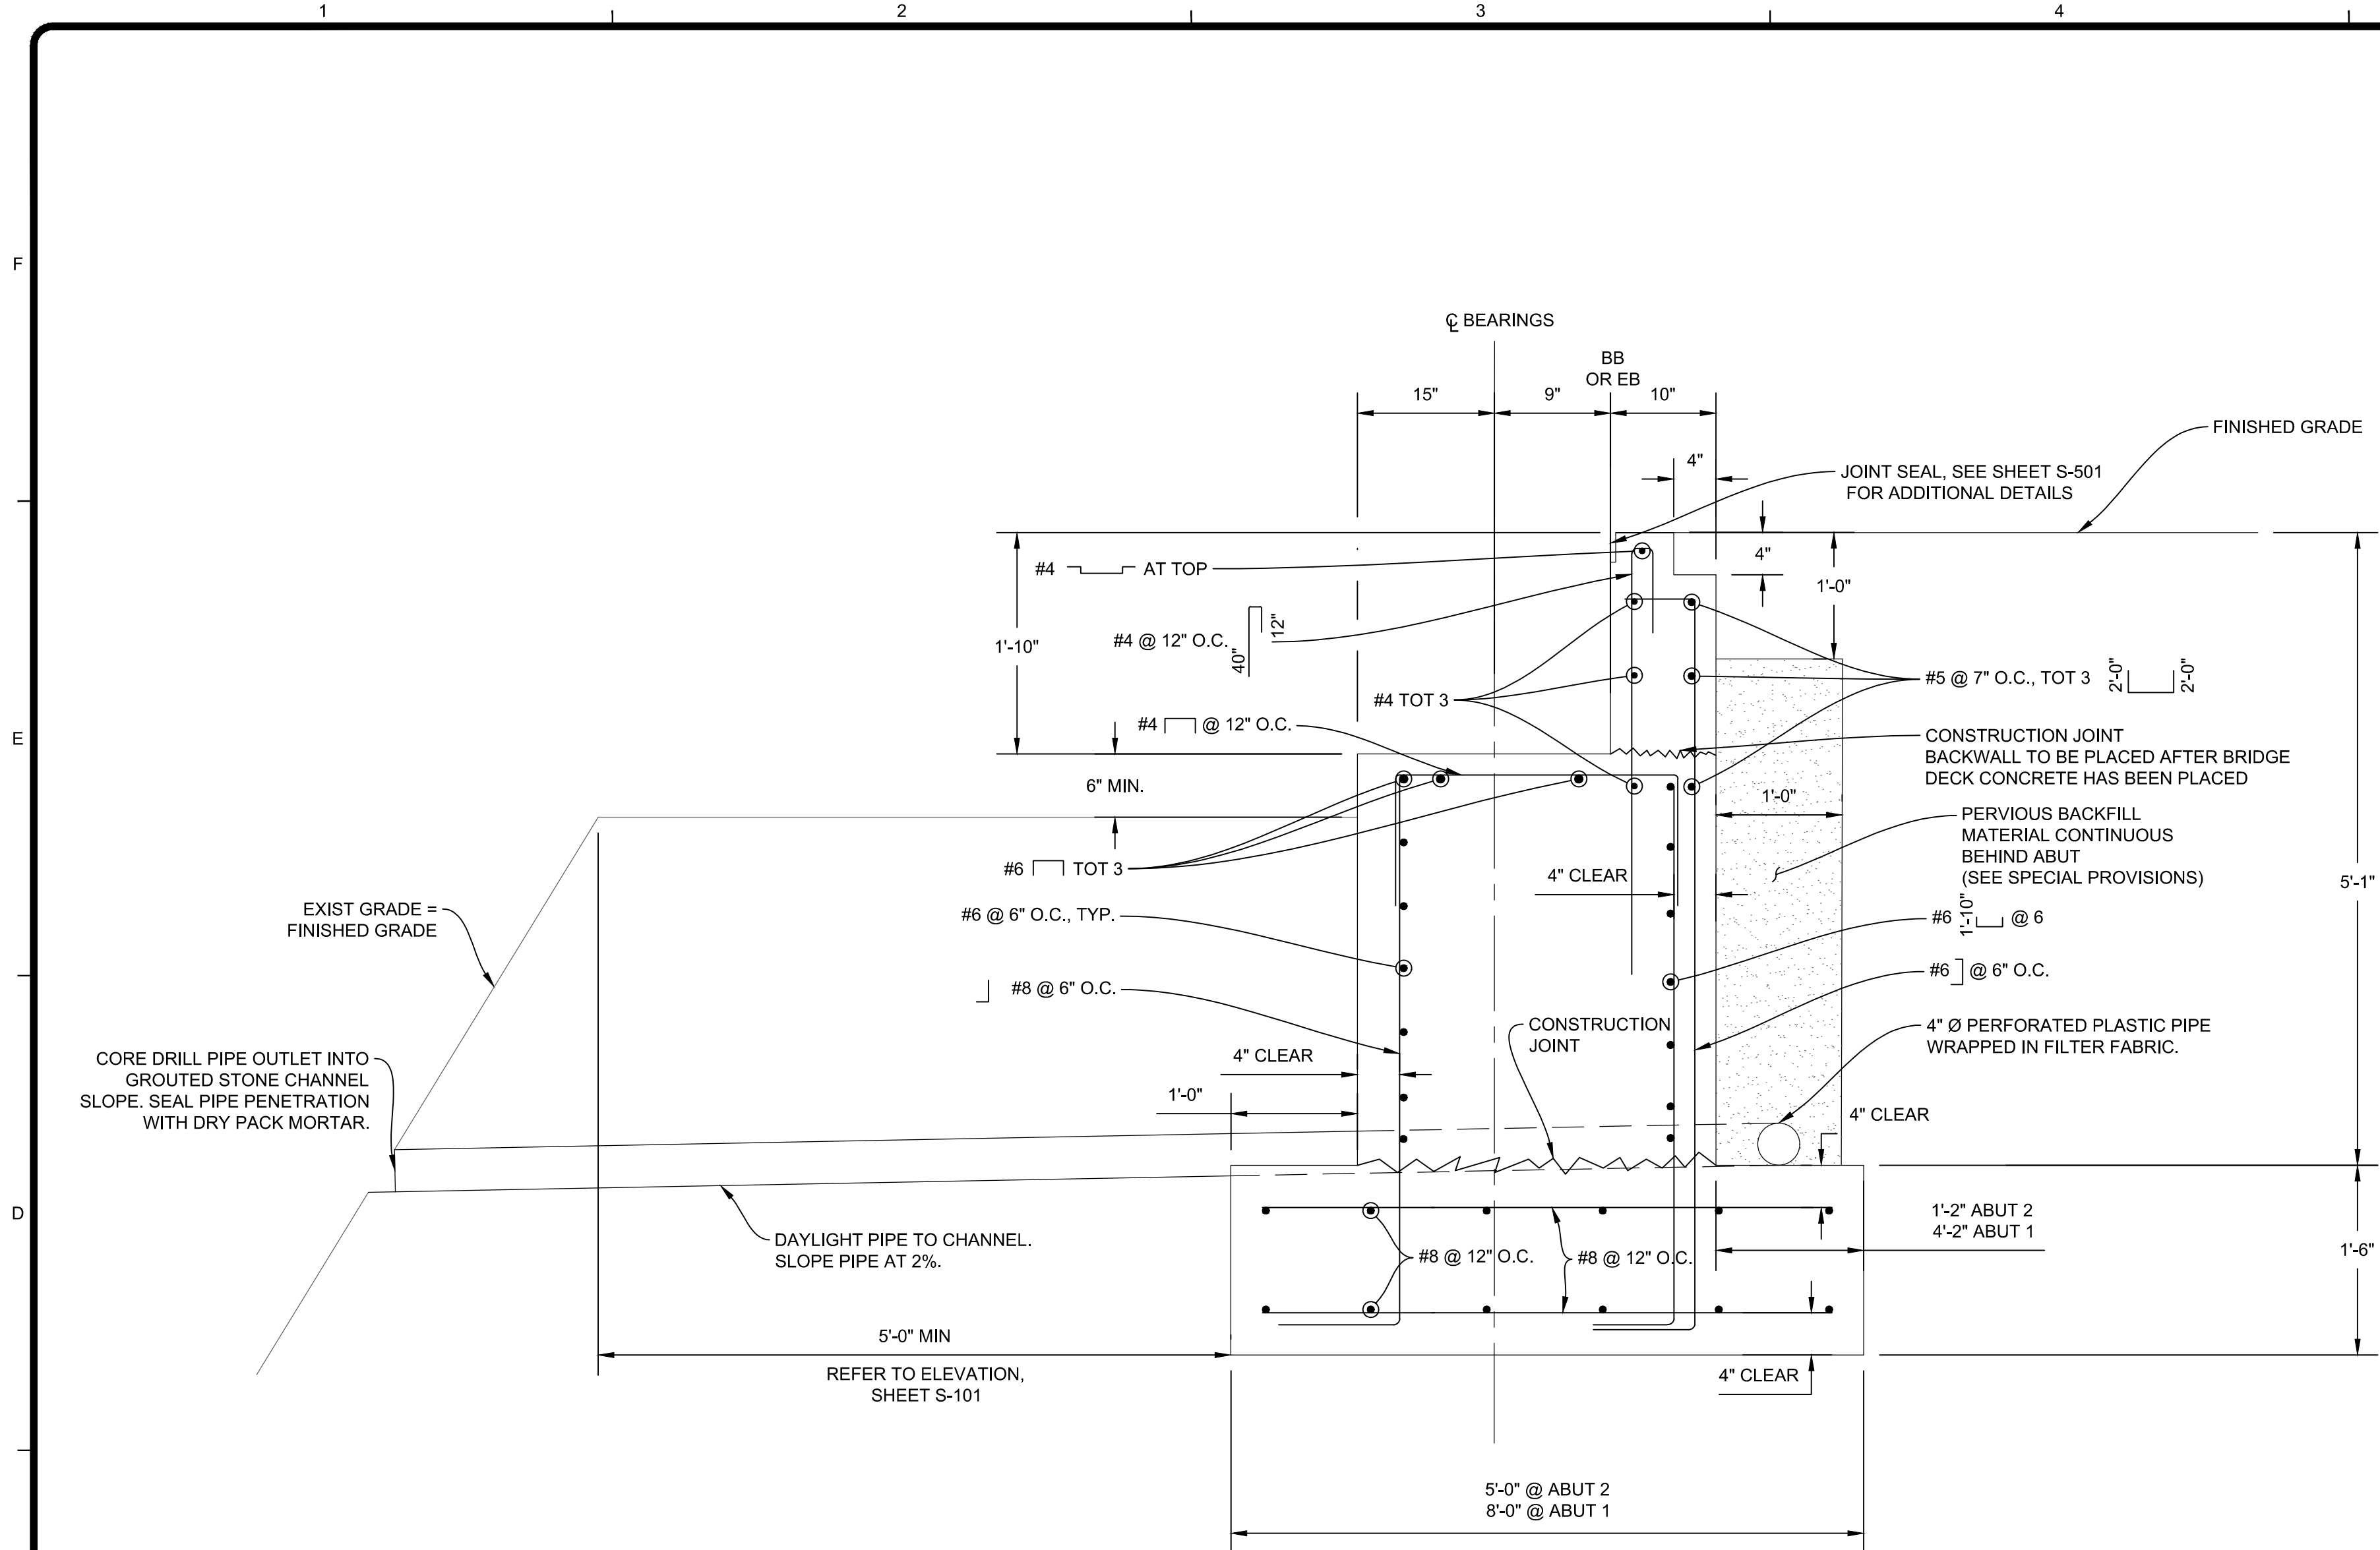 1
2
3
4
F
E
D
℄ BEARINGS
BB
OR EB
15"
9"
10"
4"
FINISHED GRADE
JOINT SEAL, SEE SHEET S-501
FOR ADDITIONAL DETAILS
4"
1'-0"
#4 AT TOP
1'-10"
#4 @ 12" O.C.
40"
12"
#4 TOT 3
#4 @ 12" O.C.
#5 @ 7" O.C., TOT 3
2'-0"
2'-0"
CONSTRUCTION JOINT
BACKWALL TO BE PLACED AFTER BRIDGE
DECK CONCRETE HAS BEEN PLACED
6" MIN.
1'-0"
PERVIOUS BACKFILL
MATERIAL CONTINUOUS
BEHIND ABUT
(SEE SPECIAL PROVISIONS)
#6 TOT 3
4" CLEAR
5'-1"
EXIST GRADE =
FINISHED GRADE
#6 @ 6" O.C., TYP.
#6 @ 6
1'-10"
#8 @ 6" O.C.
#6 @ 6" O.C.
CONSTRUCTION
JOINT
4" Ø PERFORATED PLASTIC PIPE
WRAPPED IN FILTER FABRIC.
CORE DRILL PIPE OUTLET INTO
GROUTED STONE CHANNEL
SLOPE. SEAL PIPE PENETRATION
WITH DRY PACK MORTAR.
4" CLEAR
1'-0"
4" CLEAR
DAYLIGHT PIPE TO CHANNEL.
SLOPE PIPE AT 2%.
#8 @ 12" O.C.
#8 @ 12" O.C.
1'-2" ABUT 2
4'-2" ABUT 1
1'-6"
5'-0" MIN
REFER TO ELEVATION,
SHEET S-101
4" CLEAR
5'-0" @ ABUT 2
8'-0" @ ABUT 1